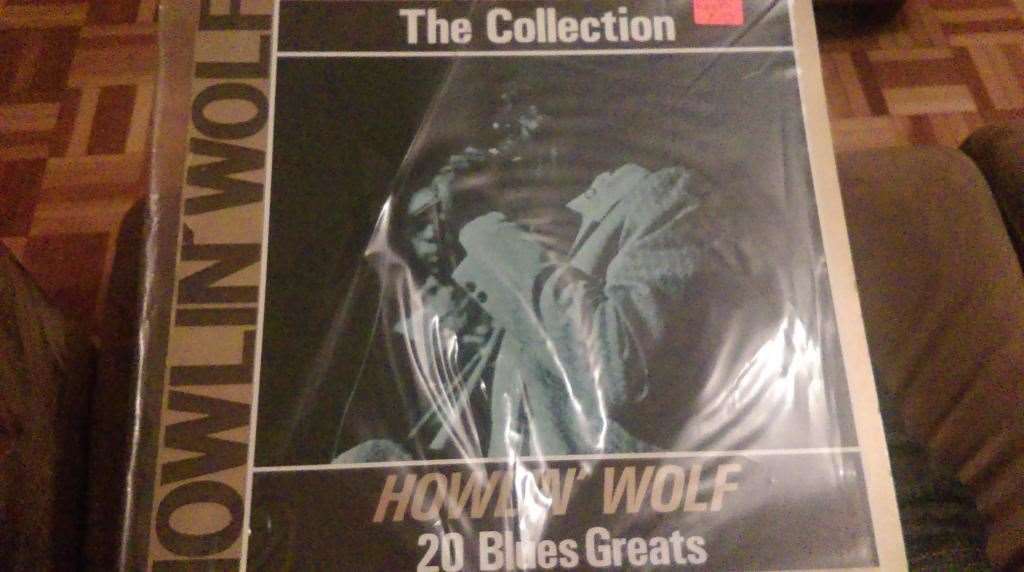 The Collection
HOWLIN' WOLF
HOWLIN' WOLF
20 Blues Greats